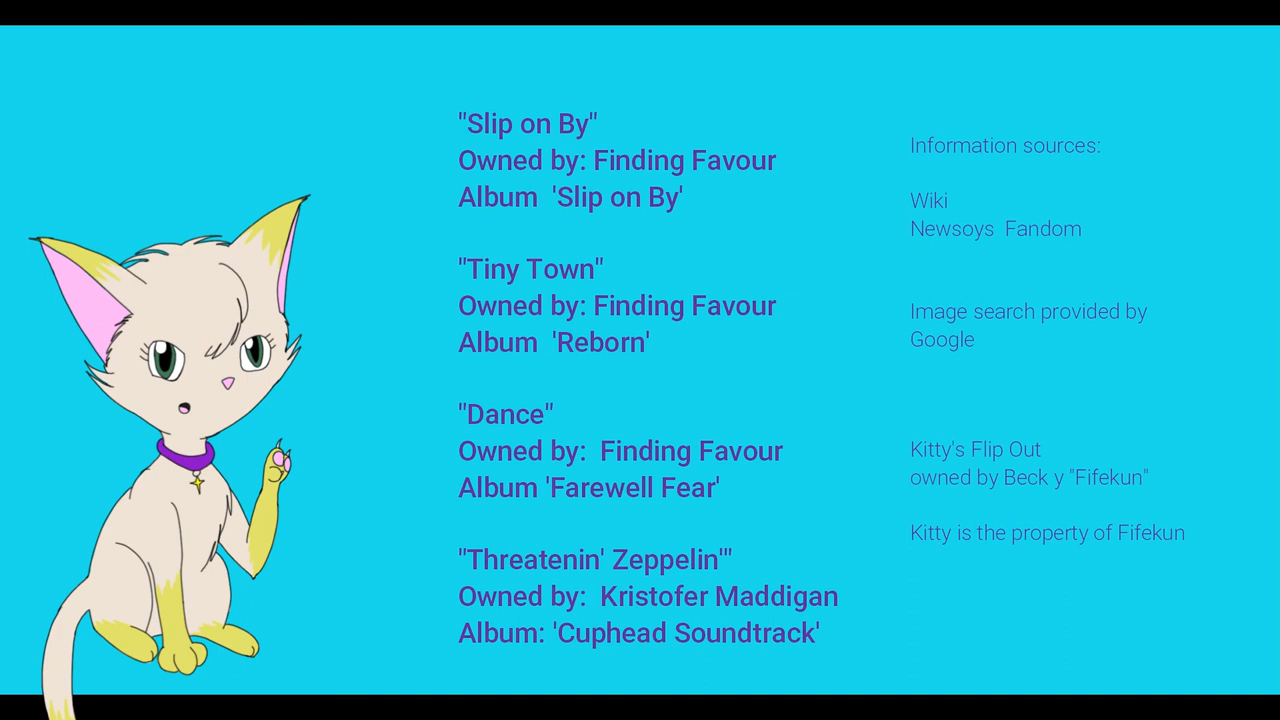 "Slip on By"
Owned by: Finding Favour
Album  'Slip on By'
"Tiny Town"
Owned by: Finding Favour
Album  'Reborn'
"Dance"
Owned by:  Finding Favour
Album 'Farewell Fear'
"Threatenin' Zeppelin'"
Owned by:  Kristofer Maddigan
Album: 'Cuphead Soundtrack'
Information sources:
Wiki
Newsoys  Fandom
Image search provided by
Google
Kitty's Flip Out
owned by Beck y "Fifekun"
Kitty is the property of Fifekun